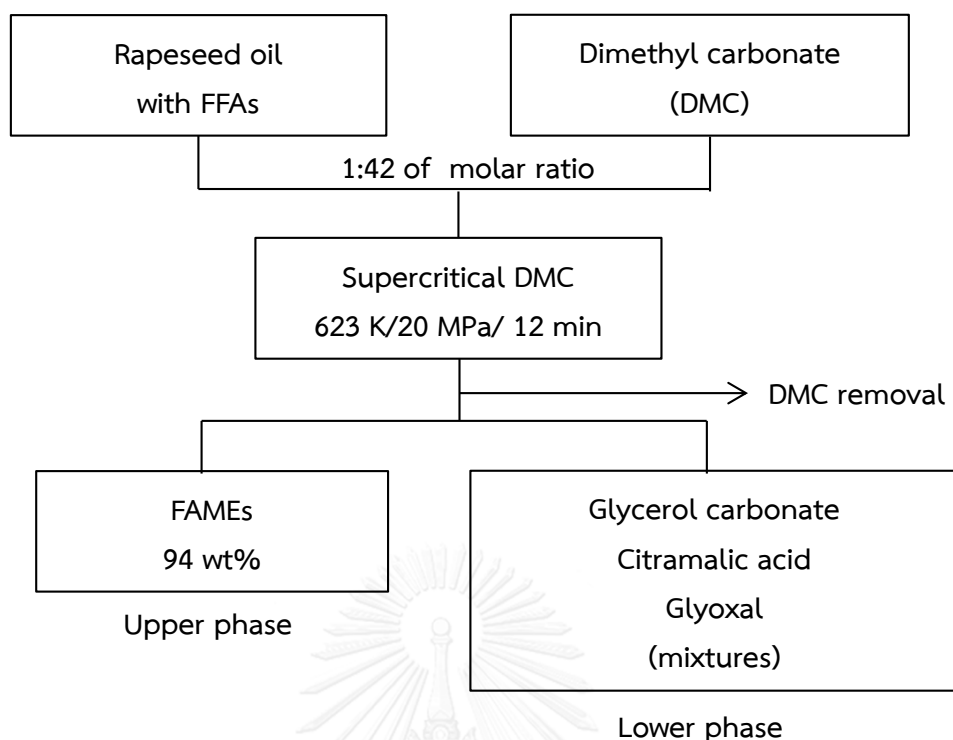 Rapeseed oil
with FFAs
Dimethyl carbonate
(DMC)
1:42 of molar ratio
Supercritical DMC
623 K/20 MPa/ 12 min
DMC removal
FAMEs
94 wt%
Upper phase
Glycerol carbonate
Citramalic acid
Glyoxal
(mixtures)
Lower phase